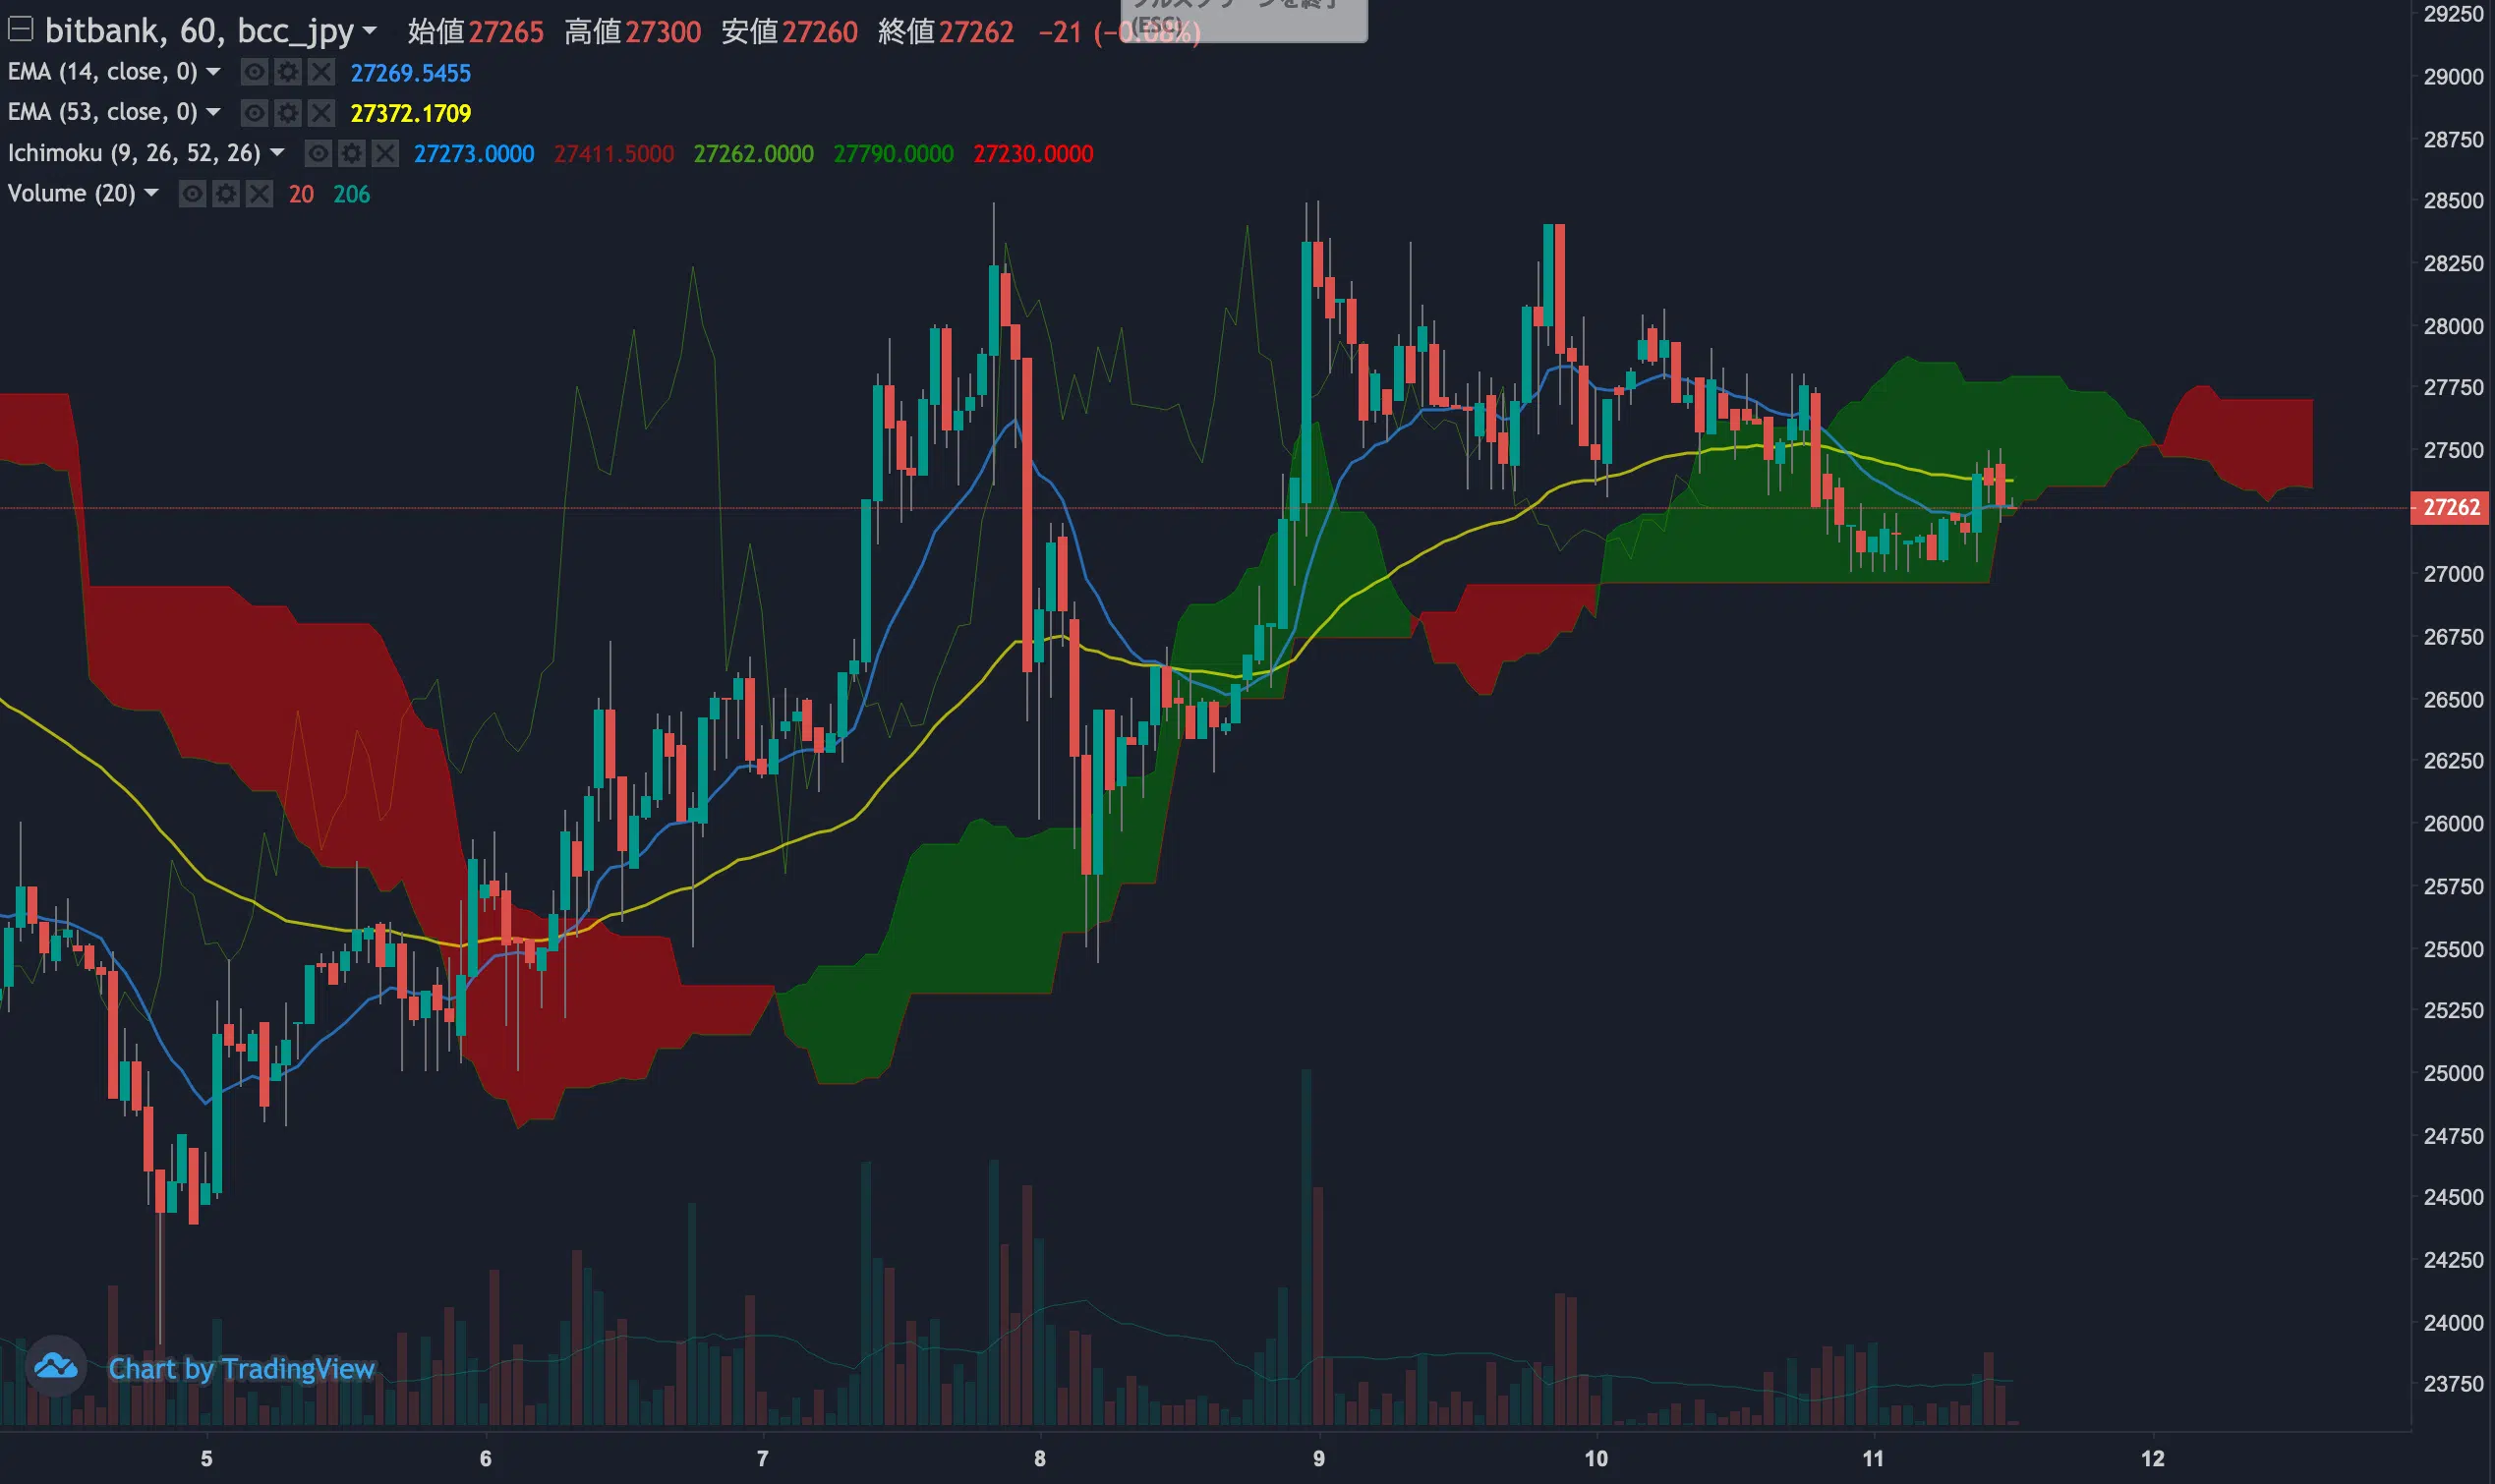 bitbank, 60, bcc_jpy 始値27265 高値27300 安値27260 終値27262 −21 (−0.08%)
(ESC)
EMA (14, close, 0) 27269.5455
EMA (53, close, 0) 27372.1709
Ichimoku (9, 26, 52, 26) 27273.0000 27411.5000 27262.0000 27790.0000 27230.0000
Volume (20) 20 206
29250
29000
28750
28500
28250
28000
27750
27500
27262
27000
26750
26500
26250
26000
25750
25500
25250
25000
24750
24500
24250
24000
23750
Chart by TradingView
5 6 7 8 9 10 11 12